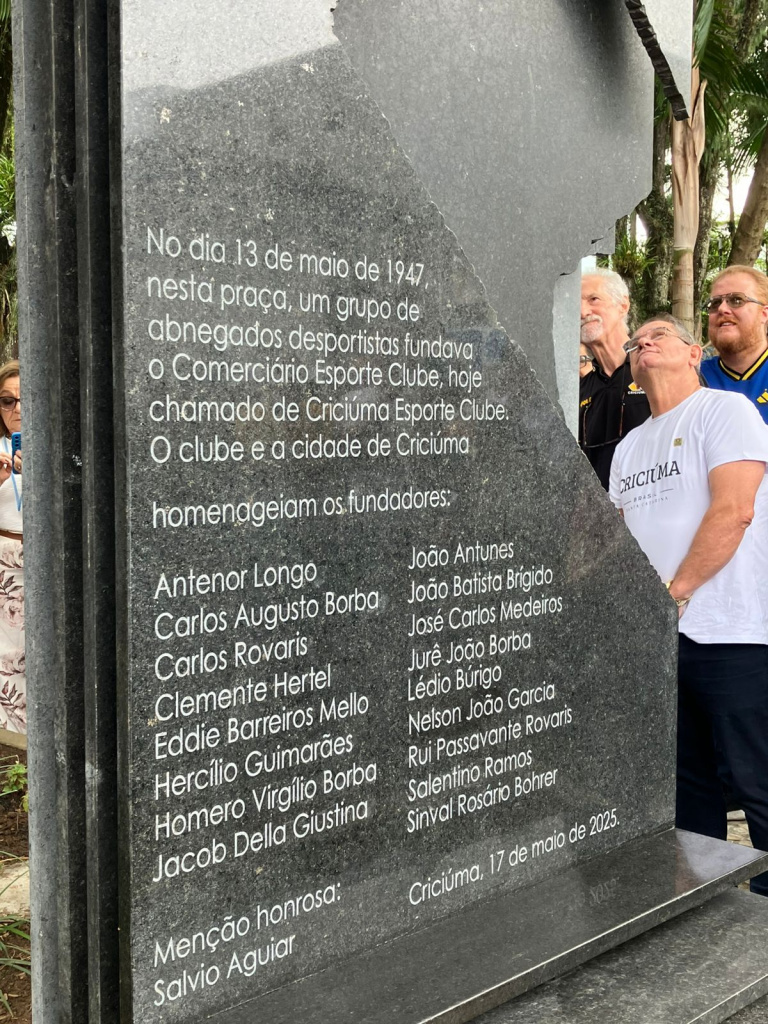 No dia 13 de maio de 1947,
nesta praça, um grupo de
abnegados desportistas fundava
o Comerciário Esporte Clube, hoje
chamado de Criciúma Esporte Clube.
O clube e a cidade de Criciúma
homenageiam os fundadores:
Antenor Longo
Carlos Augusto Borba
Carlos Rovaris
Clemente Hertel
Eddie Barreiros Mello
Hercílio Guimarães
Homero Virgílio Borba
Jacob Della Giustina
João Antunes
João Batista Brígido
José Carlos Medeiros
Jurê João Borba
Lédio Búrigo
Nelson João Garcia
Rui Passavante Rovaris
Salentino Ramos
Sinval Rosário Bohrer
Menção honrosa:
Salvio Aguiar
Criciúma, 17 de maio de 2025.
CRICIÚMA
BRASIL